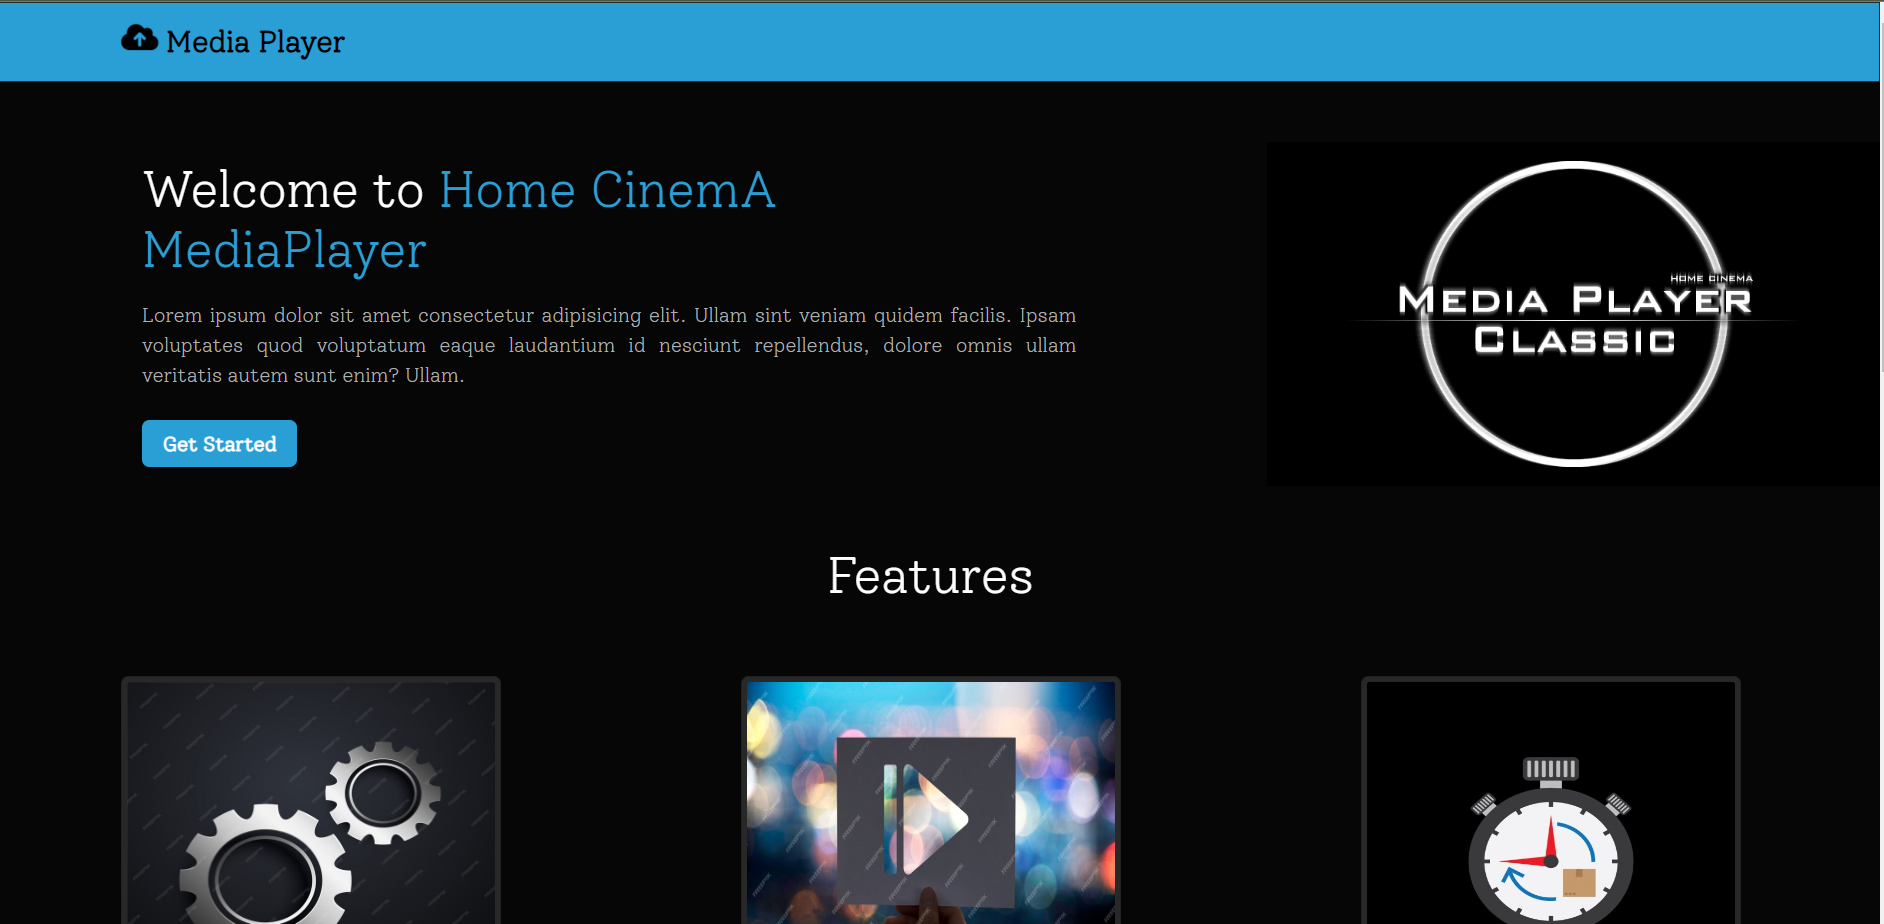 Media Player
Welcome to Home CinemA
MediaPlayer
Lorem ipsum dolor sit amet consectetur adipisicing elit. Ullam sint veniam quidem facilis. Ipsam
voluptates quod voluptatum eaque laudantium id nesciunt repellendus, dolore omnis ullam
veritatis autem sunt enim? Ullam.
Get Started
HOME CINEMA
MEDIA PLAYER
CLASSIC
Features